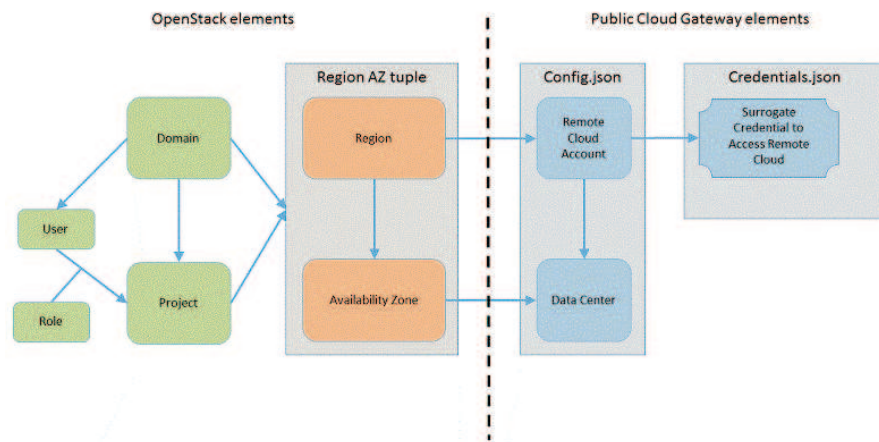 OpenStack elements
Public Cloud Gateway elements
Region AZ tuple
Config.json
Credentials.json
Domain
Region
Remote
Cloud
Account
Surrogate
Credential to
Access Remote
Cloud
User
Project
Availability Zone
Data Center
Role